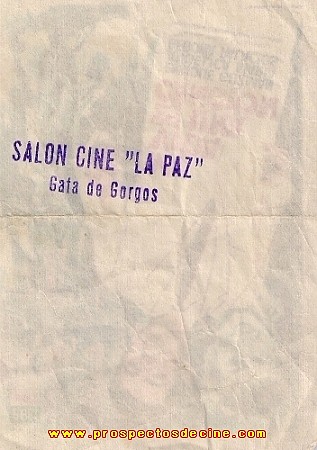 SALON CINE "LA PAZ"
Gata de Gorgos
www.prospectosdecine.com